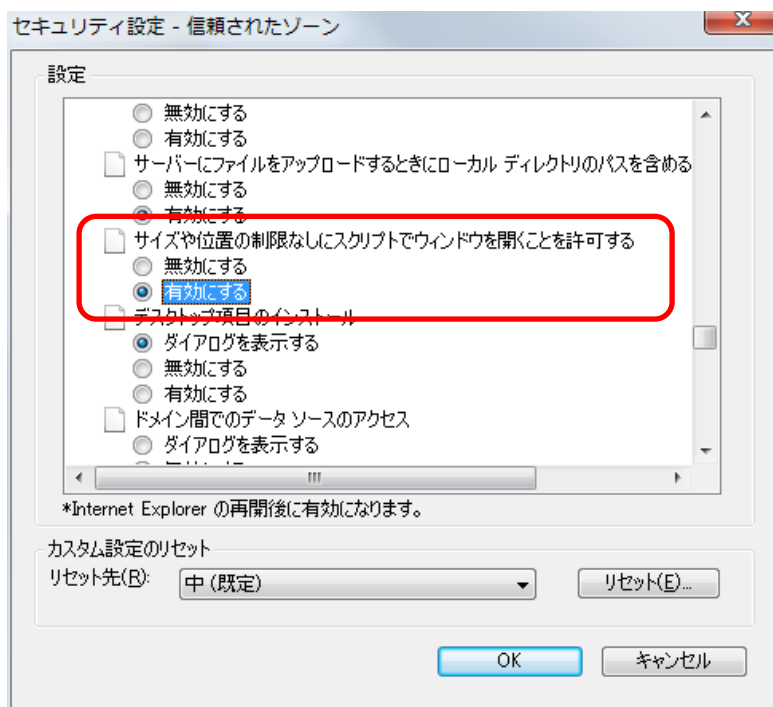 セキュリティ設定 - 信頼されたゾーン
設定
無効にする
有効にする
サーバーにファイルをアップロードするときにローカル ディレクトリのパスを含める
無効にする
有効にする
サイズや位置の制限なしにスクリプトでウィンドウを開くことを許可する
無効にする
有効にする
デスクトップ項目のインストール
ダイアログを表示する
無効にする
有効にする
ドメイン間でのデータ ソースのアクセス
ダイアログを表示する
*Internet Explorer の再開後に有効になります。
カスタム設定のリセット
リセット先(R):
中 (既定)
リセット(E)...
OK
キャンセル